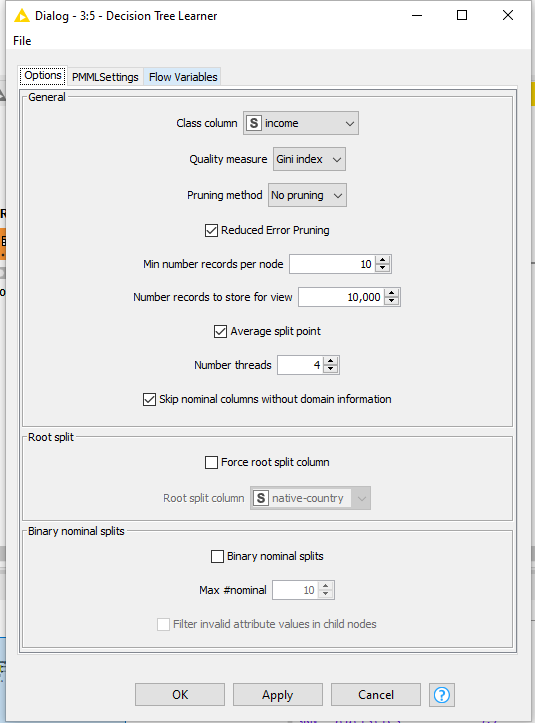 Dialog - 3:5 - Decision Tree Learner
File
Options PMMLSettings Flow Variables
General
Class column S income
Quality measure Gini index
Pruning method No pruning
Reduced Error Pruning
Min number records per node 10
Number records to store for view 10,000
Average split point
Number threads 4
Skip nominal columns without domain information
Root split
Force root split column
Root split column S native-country
Binary nominal splits
Binary nominal splits
Max #nominal 10
Filter invalid attribute values in child nodes
OK Apply Cancel ?